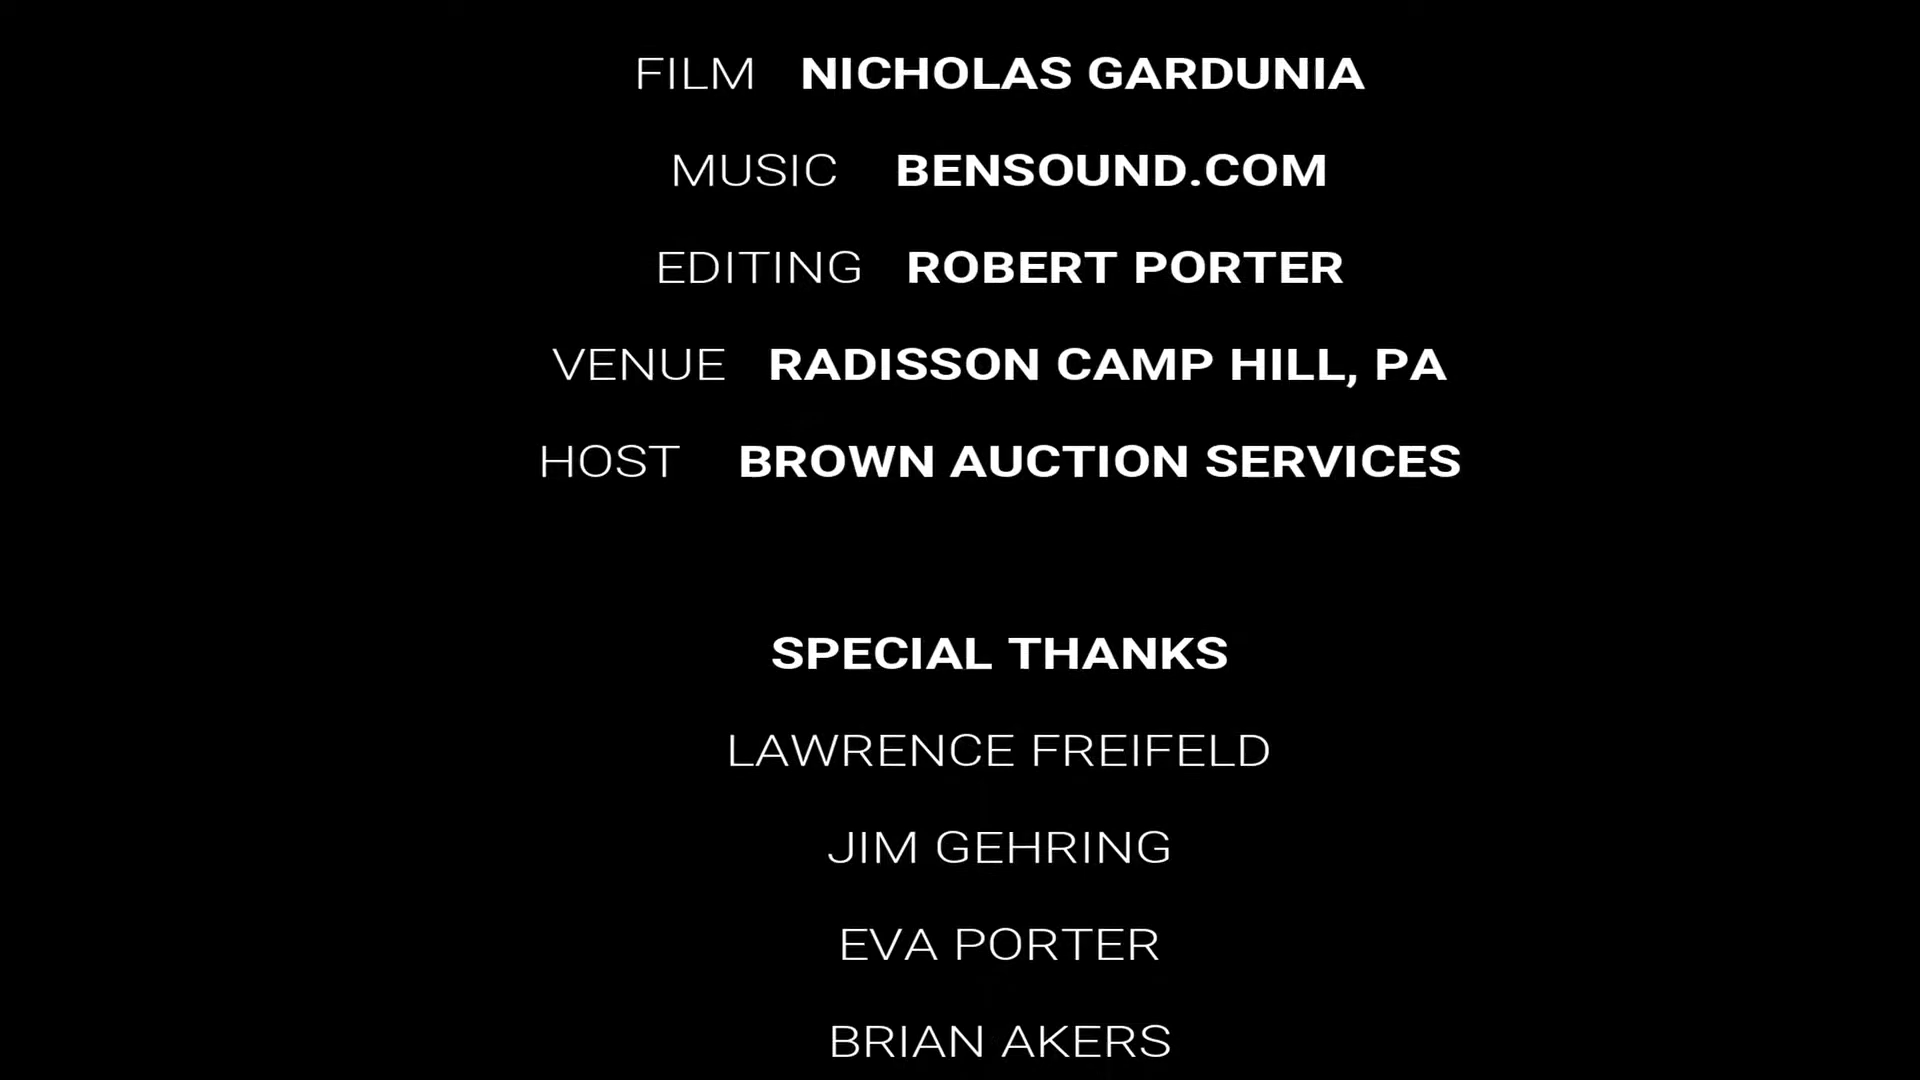 FILM NICHOLAS GARDUNIA
MUSIC BENSOUND.COM
EDITING ROBERT PORTER
VENUE RADISSON CAMP HILL, PA
HOST BROWN AUCTION SERVICES
SPECIAL THANKS
LAWRENCE FREIFELD
JIM GEHRING
EVA PORTER
BRIAN AKERS